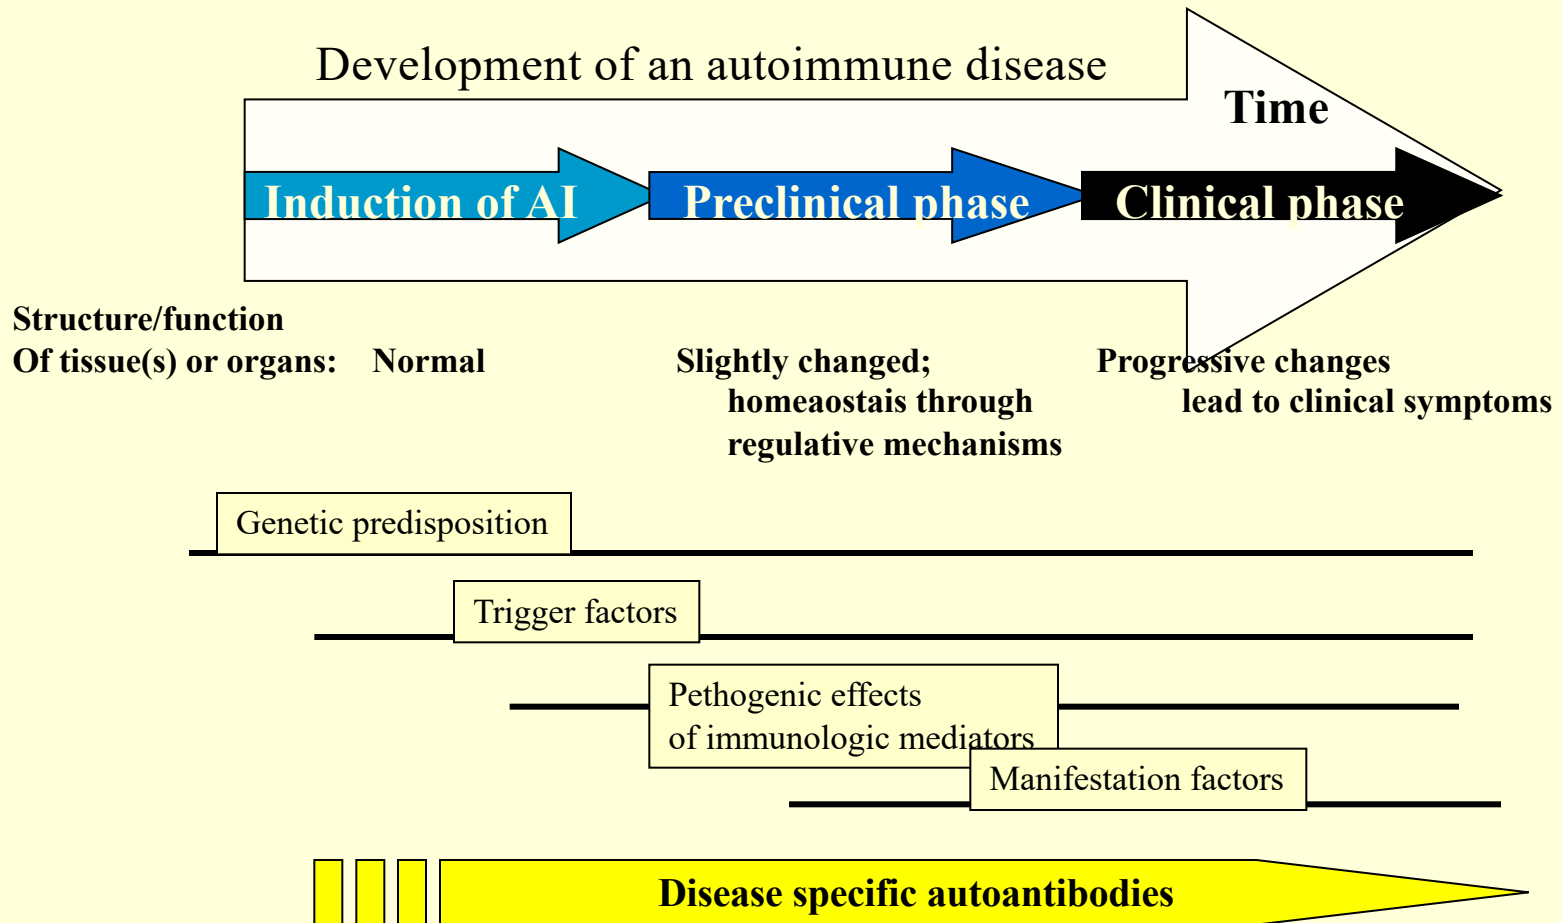 Development of an autoimmune disease
Time
Induction of AI
Preclinical phase
Clinical phase
Structure/function
Of tissue(s) or organs: Normal
Slightly changed;
homeaostais through
regulative mechanisms
Progressive changes
lead to clinical symptoms
Genetic predisposition
Trigger factors
Pethogenic effects
of immunologic mediators
Manifestation factors
Disease specific autoantibodies